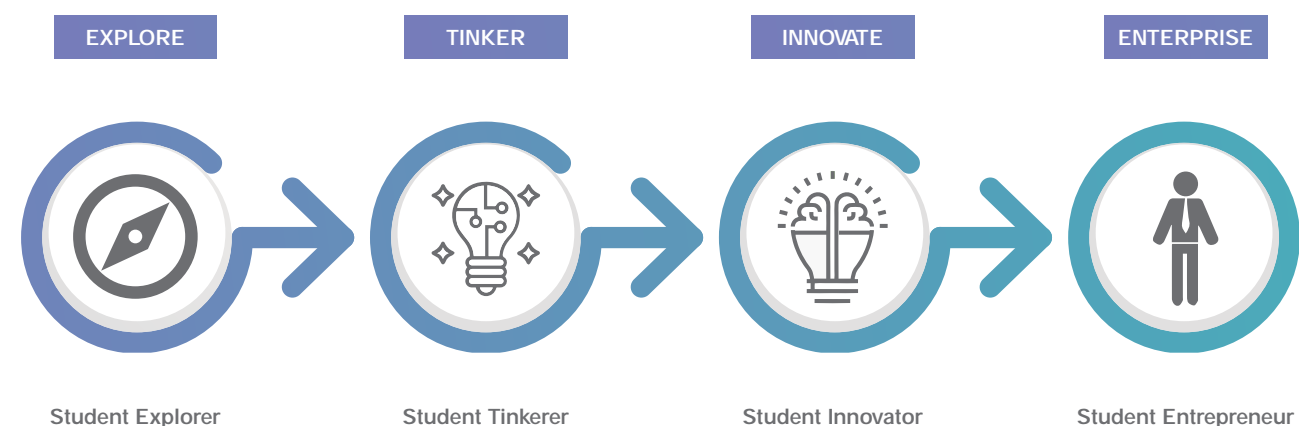 EXPLORE
TINKER
INNOVATE
ENTERPRISE
Student Explorer
Student Tinkerer
Student Innovator
Student Entrepreneur